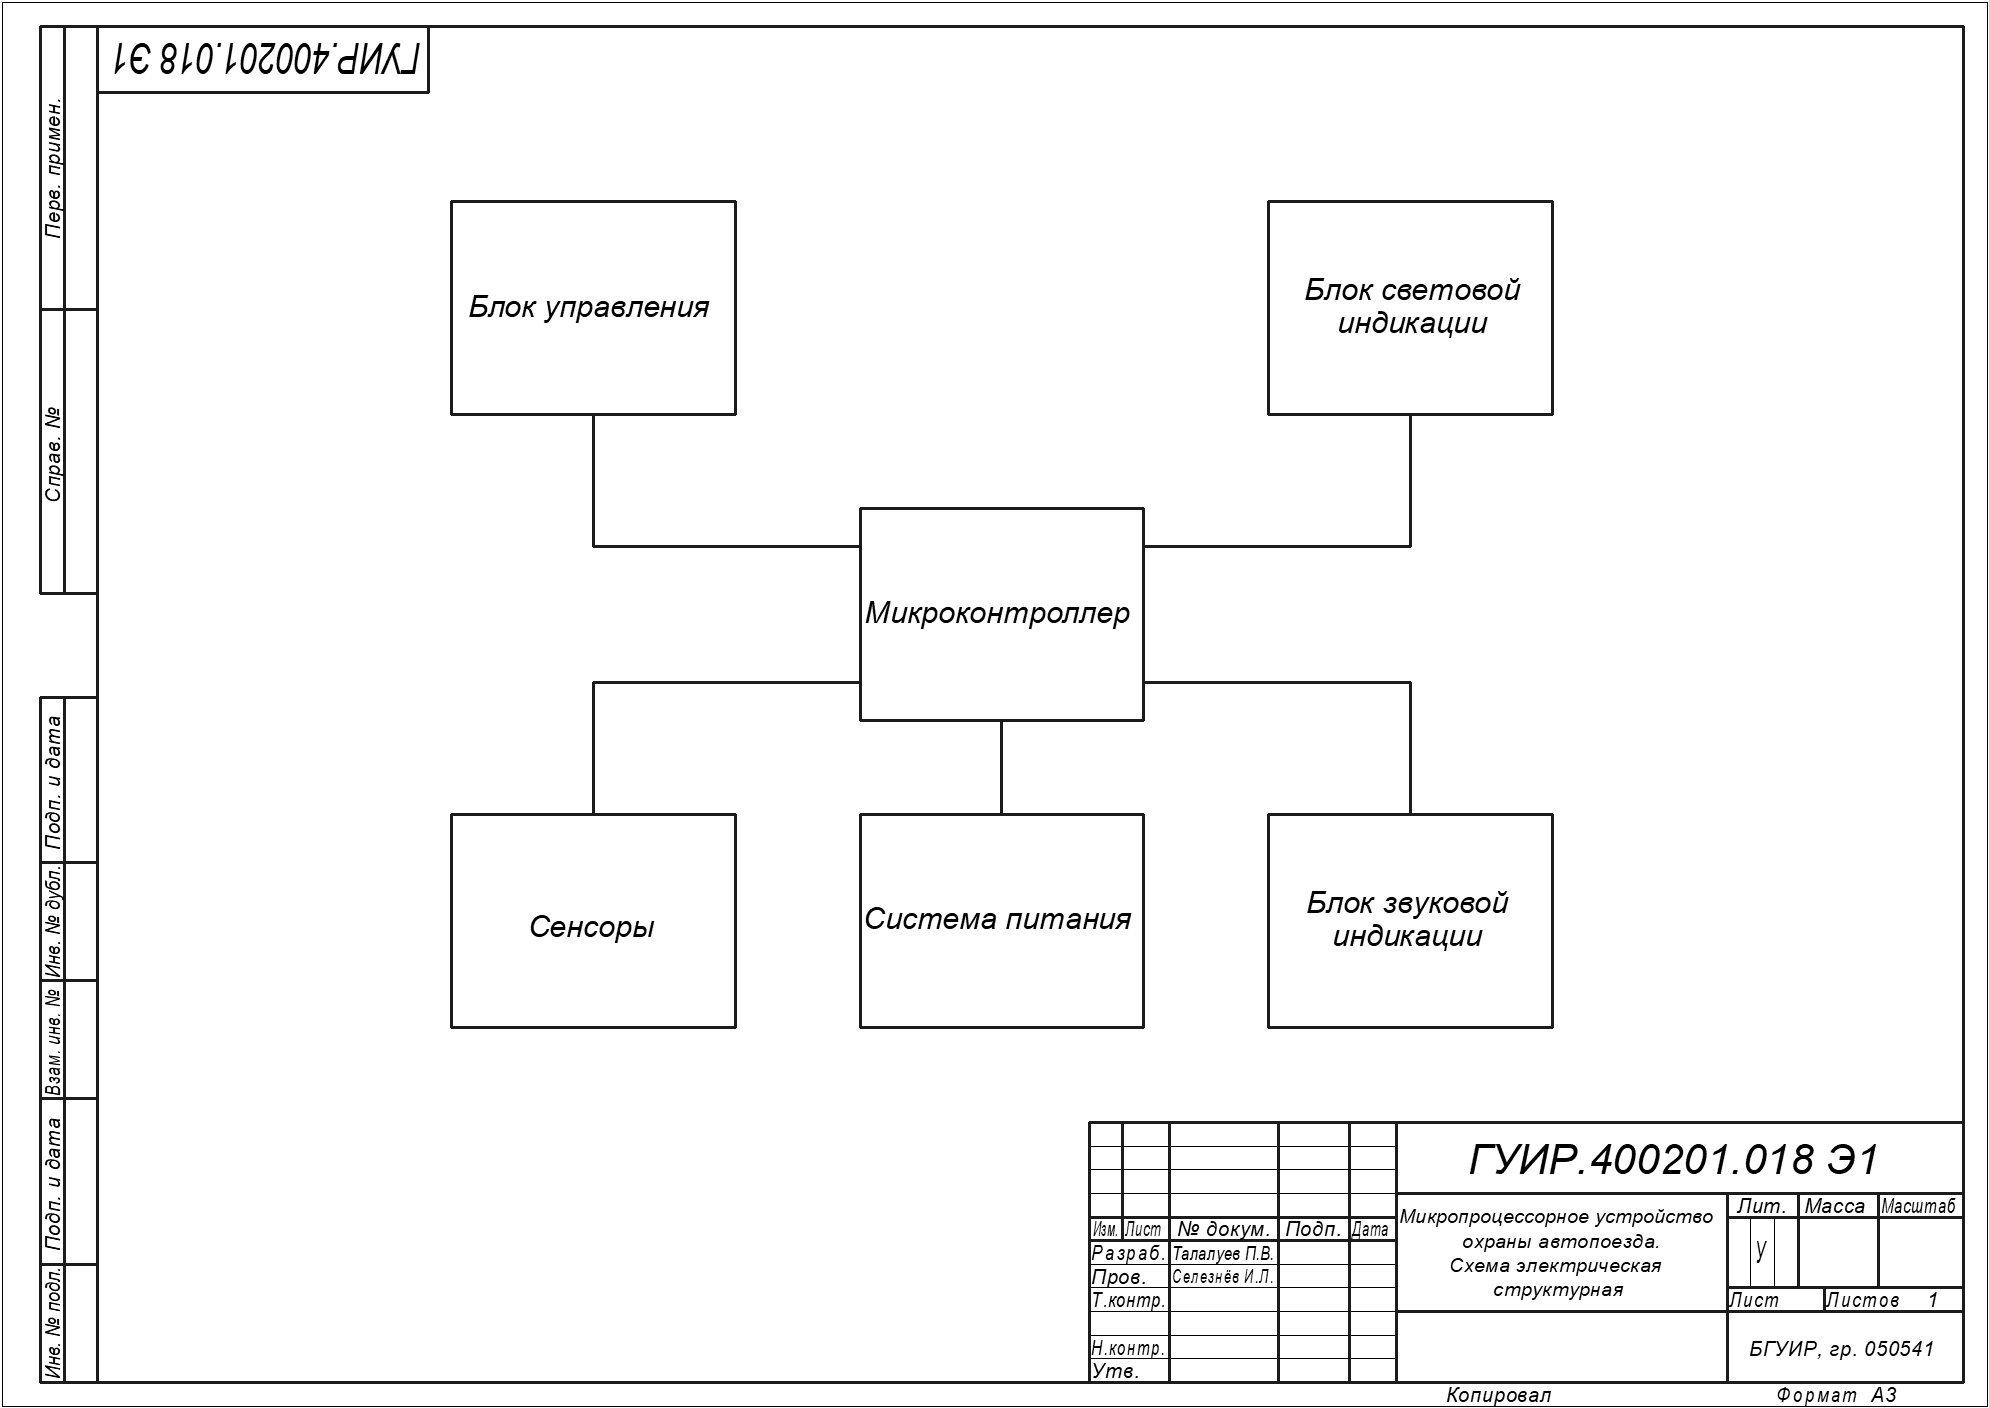 ГУИР.400201.018 Э1
Перв. примен.
Справ. №
Подп. и дата
Инв. № дубл.
Взам. инв. №
Подп. и дата
Инв. № подл.
Блок управления
Блок световой
индикации
Микроконтроллер
Сенсоры
Система питания
Блок звуковой
индикации
ГУИР.400201.018 Э1
Изм. Лист № докум. Подп. Дата
Разраб. Талалуев П.В.
Пров. Селезнёв И.Л.
Т.контр.
Н.контр.
Утв.
Микропроцессорное устройство
охраны автопоезда.
Схема электрическая
структурная
Лит. Масса Масштаб
У
Лист Листов 1
БГУИР, гр. 050541
Копировал Формат А3